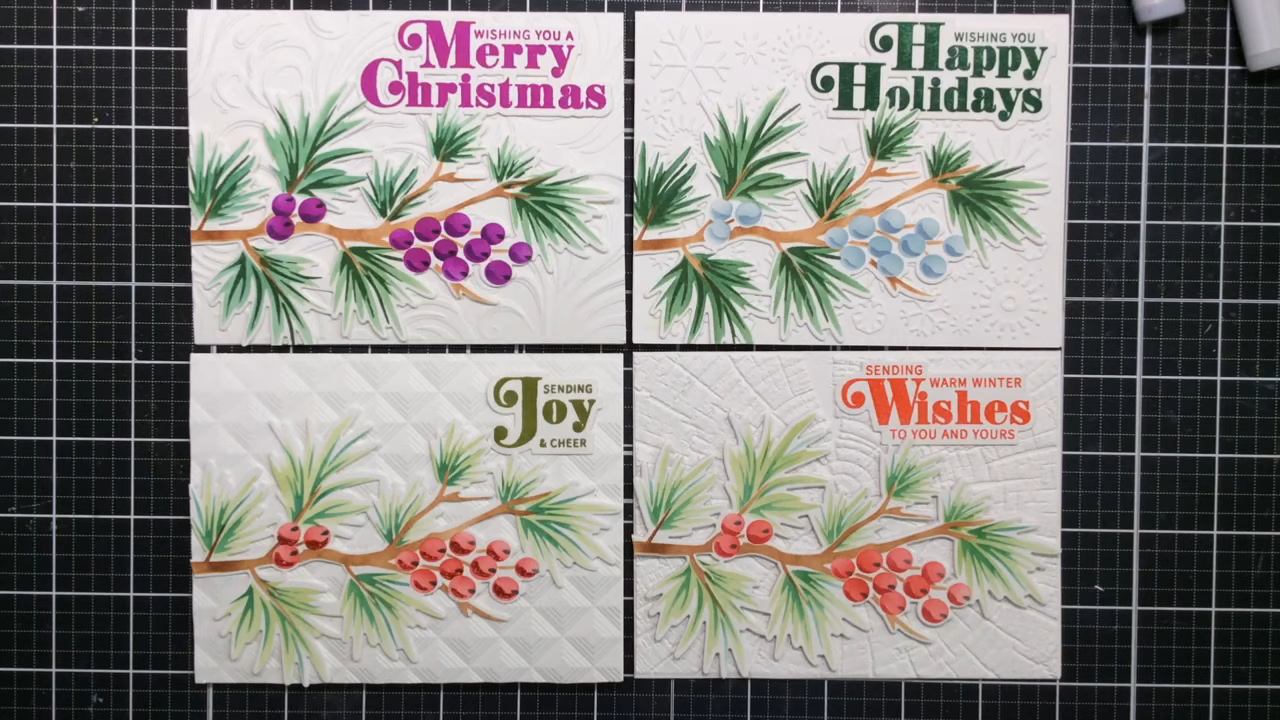 WISHING YOU A
Merry
Christmas
WISHING YOU
Happy
Holidays
SENDING
Joy
& CHEER
SENDING
WARM WINTER
Wishes
TO YOU AND YOURS